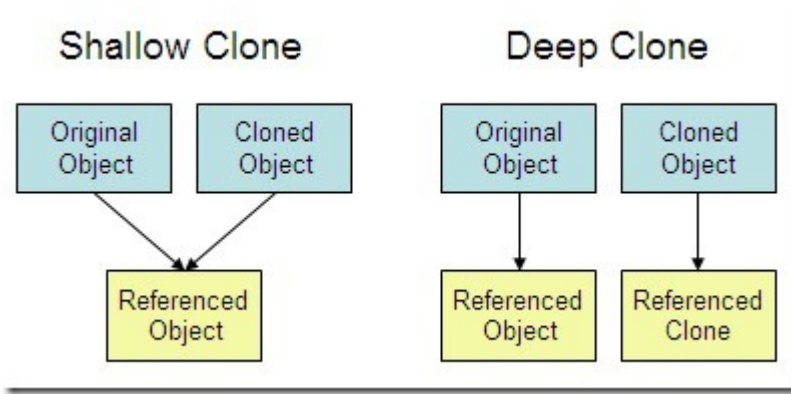 Shallow Clone
Deep Clone
Original
Object
Cloned
Object
Original
Object
Cloned
Object
Referenced
Object
Referenced
Object
Referenced
Clone